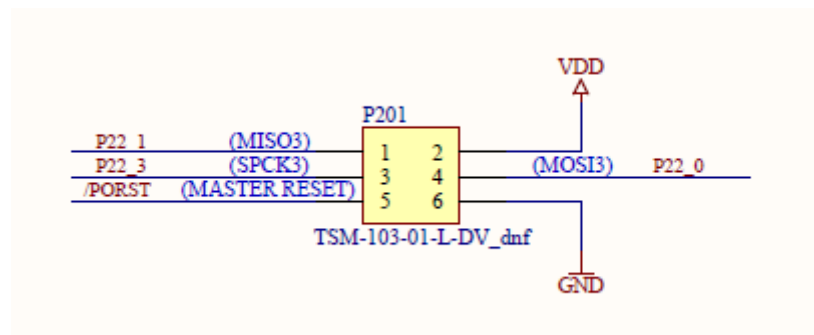 VDD
P201
P22_1 (MISO3) 1 2
P22_3 (SPCK3) 3 4 (MOSI3) P22_0
/PORST (MASTER RESET) 5 6
TSM-103-01-L-DV_dnf
GND